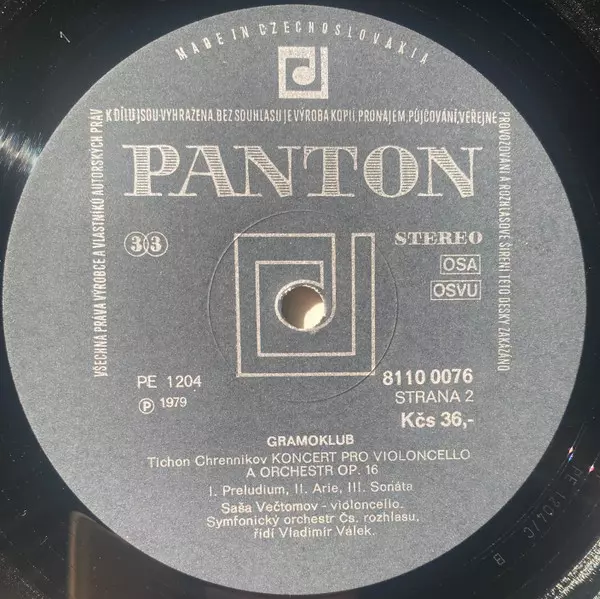 MADE IN CZECHOSLOVAKIA
VŠECHNA PRÁVA VÝROBCE A VLASTNÍKŮ AUTORSKÝCH PRÁV
K DÍLU JSOU VYHRAZENA. BEZ SOUHLASU JE VÝROBA KOPIÍ, PRONÁJEM, PŮJČOVÁNÍ, VEŘEJNÉ
PROVOZOVÁNÍ A ROZHLASOVÉ ŠÍŘENÍ TÉTO DESKY ZAKÁZÁNO
PANTON
33
STEREO
OSA
OSVU
PE 1204
8110 0076
Ⓟ 1979
STRANA 2
Kčs 36,-
GRAMOKLUB
Tichon Chrennikov KONCERT PRO VIOLONCELLO
A ORCHESTR OP. 16
I. Preludium, II. Arie, III. Sonáta
Saša Večtomov - violoncello.
Symfonický orchestr Čs. rozhlasu,
řídí Vladimír Válek.